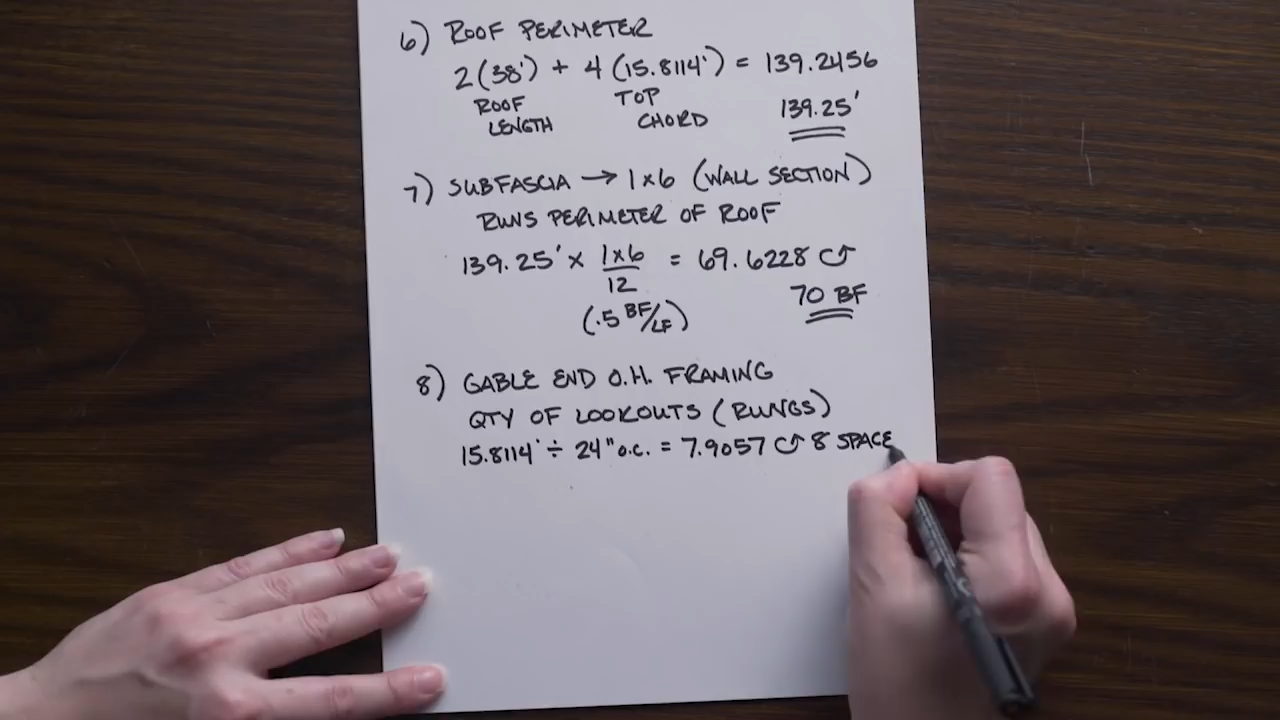 6) ROOF PERIMETER
2(38') + 4(15.8114') = 139.2456
ROOF LENGTH
TOP CHORD
139.25'
7) SUBFASCIA → 1x6 (WALL SECTION)
RUNS PERIMETER OF ROOF
139.25' x 1x6/12 = 69.6228
(.5 BF/LF)
70 BF
8) GABLE END O.H. FRAMING
QTY OF LOOKOUTS (RUNGS)
15.8114' ÷ 24" o.c. = 7.9057 8 SPACE